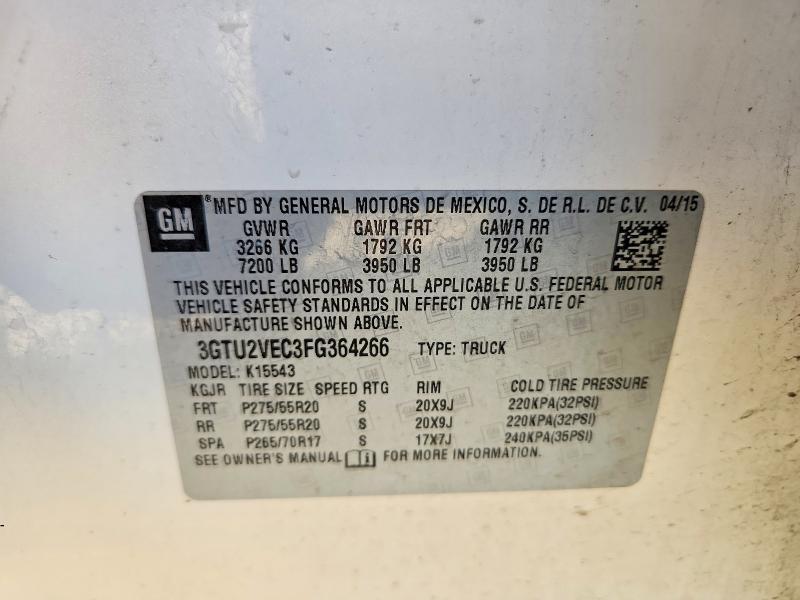 GM ® MFD BY GENERAL MOTORS DE MEXICO, S. DE R.L. DE C.V. 04/15
GVWR GAWR FRT GAWR RR
3266 KG 1792 KG 1792 KG
7200 LB 3950 LB 3950 LB
THIS VEHICLE CONFORMS TO ALL APPLICABLE U.S. FEDERAL MOTOR
VEHICLE SAFETY STANDARDS IN EFFECT ON THE DATE OF
MANUFACTURE SHOWN ABOVE.
3GTU2VEC3FG364266 TYPE: TRUCK
MODEL: K15543
KGJR TIRE SIZE SPEED RTG RIM COLD TIRE PRESSURE
FRT P275/55R20 S 20X9J 220KPA(32PSI)
RR P275/55R20 S 20X9J 220KPA(32PSI)
SPA P265/70R17 S 17X7J 240KPA(35PSI)
SEE OWNER'S MANUAL FOR MORE INFORMATION.